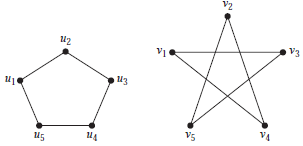 u₂
u₁
u₃
u₅
u₄
v₂
v₁
v₃
v₅
v₄